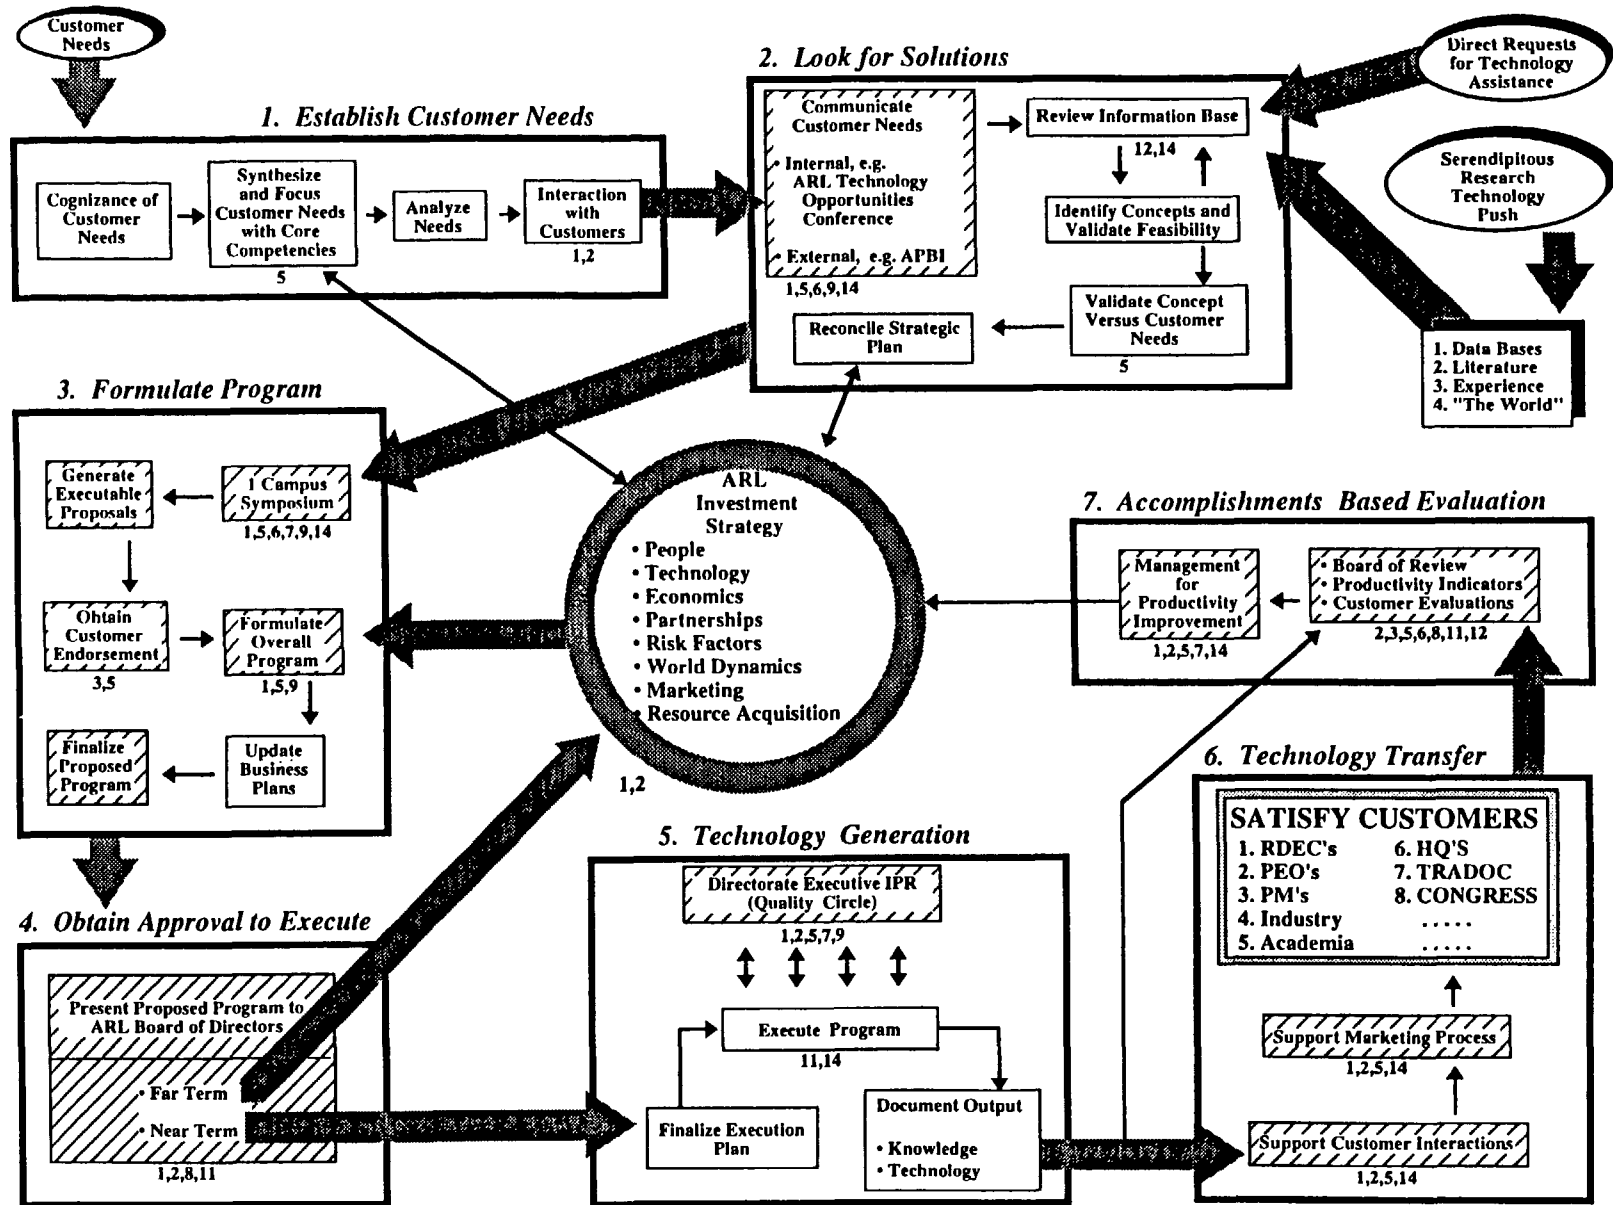 Customer
Needs
1. Establish Customer Needs
Cognizance of
Customer
Needs
Synthesize
and Focus
Customer Needs
with Core
Competencies
5
Analyze
Needs
Interaction
with
Customers
1,2
2. Look for Solutions
Communicate
Customer Needs
• Internal, e.g.
ARL Technology
Opportunities
Conference
• External, e.g. APBI
1,5,6,9,14
Review Information Base
12,14
Identify Concepts and
Validate Feasibility
Validate Concept
Versus Customer
Needs
5
Reconcile Strategic
Plan
Direct Requests
for Technology
Assistance
Serendipitous
Research
Technology
Push
1. Data Bases
2. Literature
3. Experience
4. "The World"
3. Formulate Program
Generate
Executable
Proposals
1 Campus
Symposium
1,5,6,7,9,14
Obtain
Customer
Endorsement
3,5
Formulate
Overall
Program
1,5,9
Finalize
Proposed
Program
Update
Business
Plans
ARL
Investment
Strategy
• People
• Technology
• Economics
• Partnerships
• Risk Factors
• World Dynamics
• Marketing
• Resource Acquisition
1,2
7. Accomplishments Based Evaluation
Management
for
Productivity
Improvement
1,2,5,7,14
• Board of Review
• Productivity Indicators
• Customer Evaluations
2,3,5,6,8,11,12
4. Obtain Approval to Execute
Present Proposed Program to
ARL Board of Directors
• Far Term
• Near Term
1,2,8,11
5. Technology Generation
Directorate Executive IPR
(Quality Circle)
1,2,5,7,9
Execute Program
11,14
Finalize Execution
Plan
Document Output
• Knowledge
• Technology
6. Technology Transfer
SATISFY CUSTOMERS
1. RDEC's 6. HQ'S
2. PEO's 7. TRADOC
3. PM's 8. CONGRESS
4. Industry .....
5. Academia .....
Support Marketing Process
1,2,5,14
Support Customer Interactions
1,2,5,14